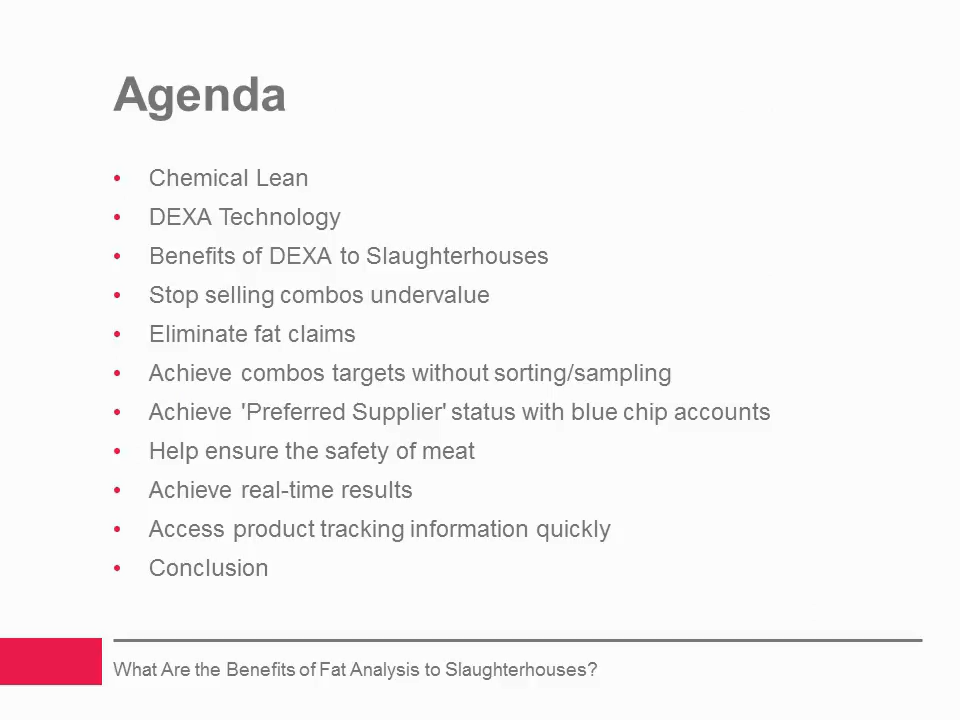 Agenda
• Chemical Lean
• DEXA Technology
• Benefits of DEXA to Slaughterhouses
• Stop selling combos undervalue
• Eliminate fat claims
• Achieve combos targets without sorting/sampling
• Achieve 'Preferred Supplier' status with blue chip accounts
• Help ensure the safety of meat
• Achieve real-time results
• Access product tracking information quickly
• Conclusion
What Are the Benefits of Fat Analysis to Slaughterhouses?